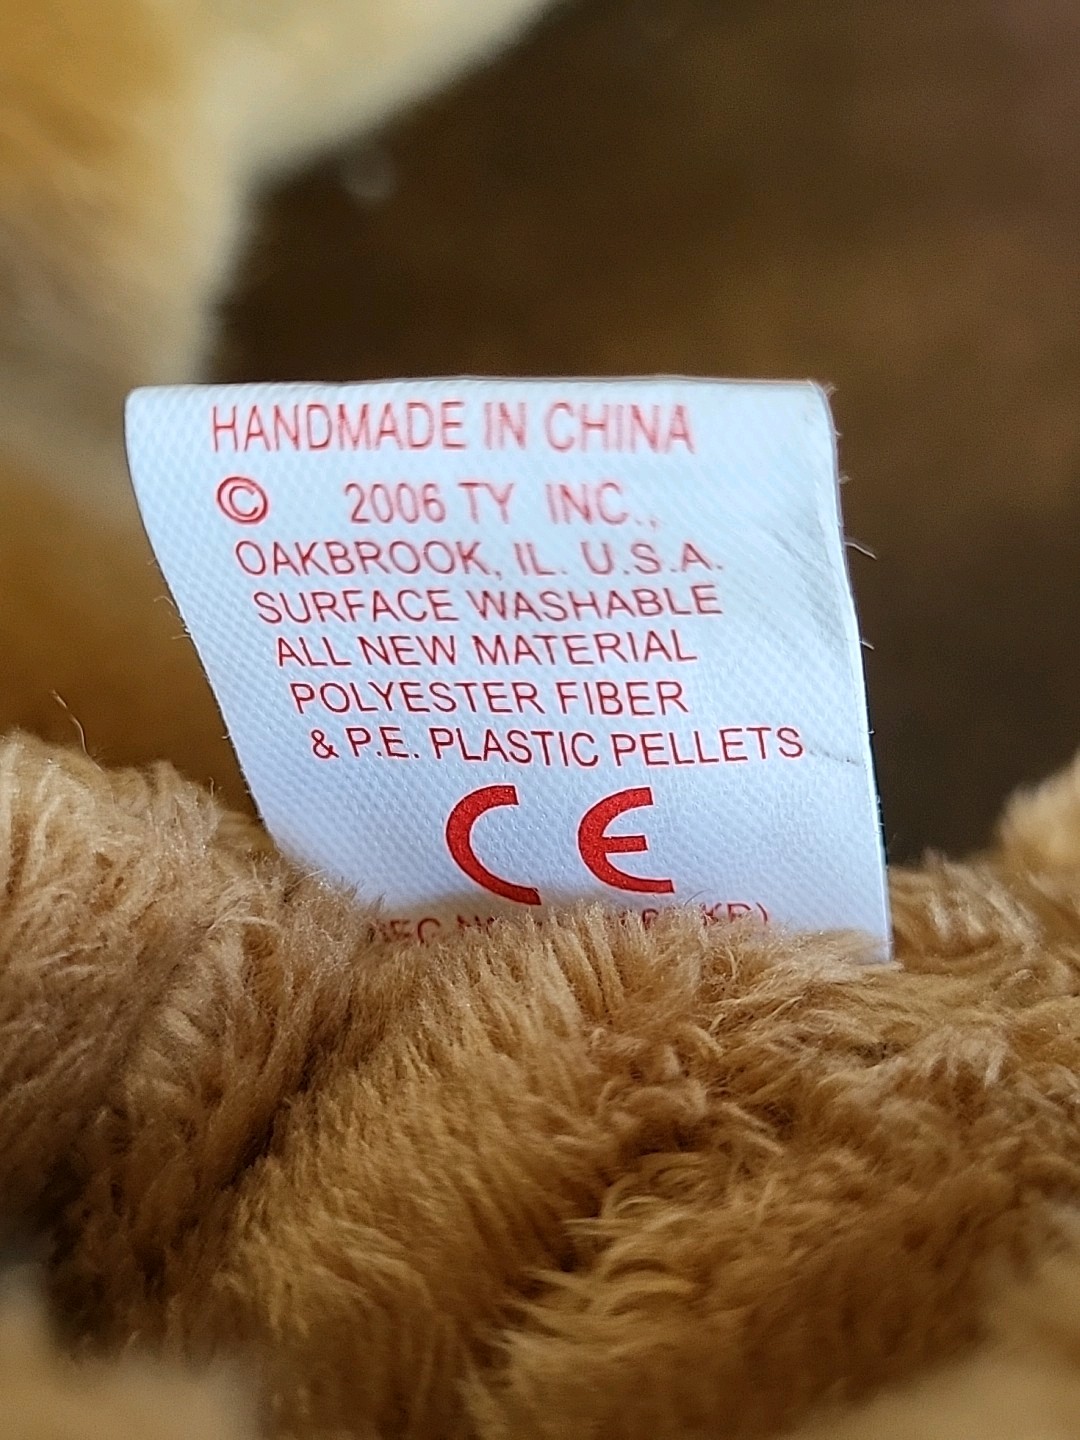 HANDMADE IN CHINA
© 2006 TY INC.,
OAKBROOK, IL. U.S.A.
SURFACE WASHABLE
ALL NEW MATERIAL
POLYESTER FIBER
& P.E. PLASTIC PELLETS
CE